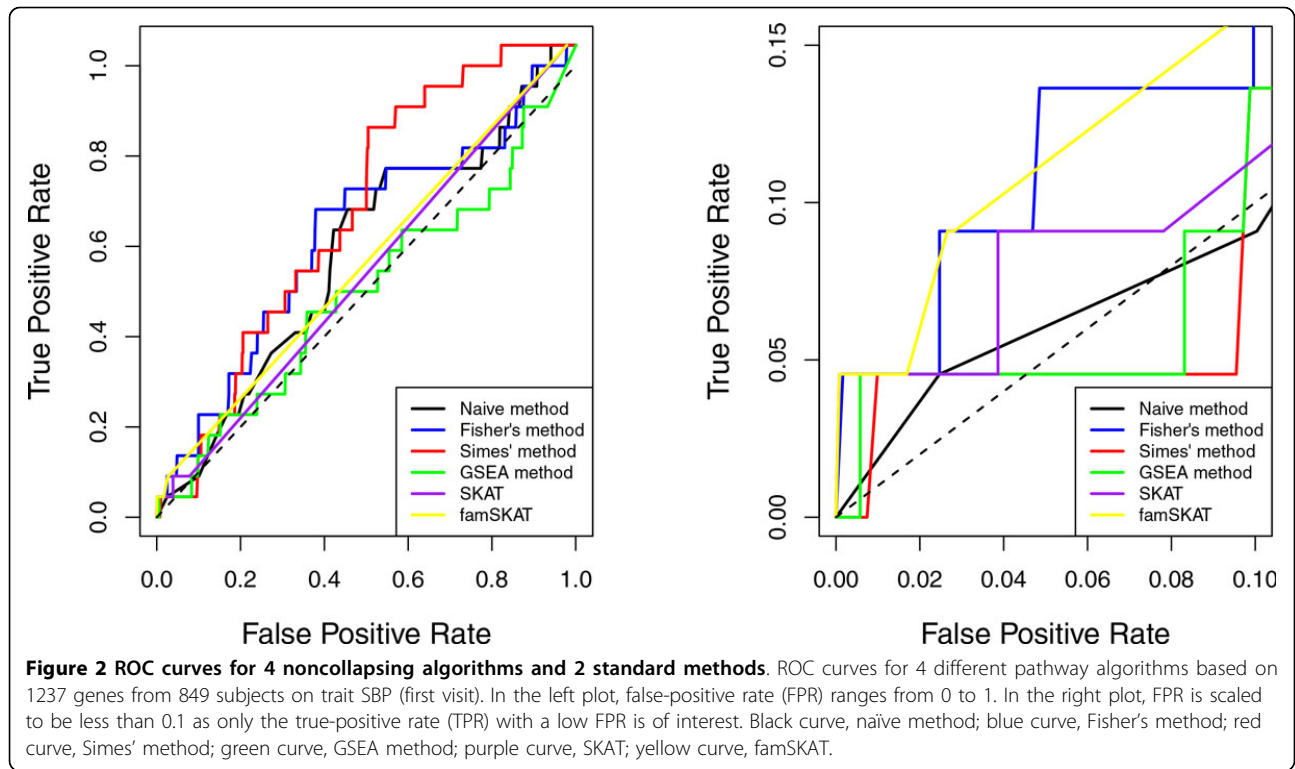 True Positive Rate
0.0 0.2 0.4 0.6 0.8 1.0
0.0 0.2 0.4 0.6 0.8 1.0
False Positive Rate
Naive method
Fisher's method
Simes' method
GSEA method
SKAT
famSKAT
True Positive Rate
0.00 0.05 0.10 0.15
0.00 0.02 0.04 0.06 0.08 0.10
False Positive Rate
Naive method
Fisher's method
Simes' method
GSEA method
SKAT
famSKAT
Figure 2 ROC curves for 4 noncollapsing algorithms and 2 standard methods. ROC curves for 4 different pathway algorithms based on
1237 genes from 849 subjects on trait SBP (first visit). In the left plot, false-positive rate (FPR) ranges from 0 to 1. In the right plot, FPR is scaled
to be less than 0.1 as only the true-positive rate (TPR) with a low FPR is of interest. Black curve, naïve method; blue curve, Fisher's method; red
curve, Simes' method; green curve, GSEA method; purple curve, SKAT; yellow curve, famSKAT.